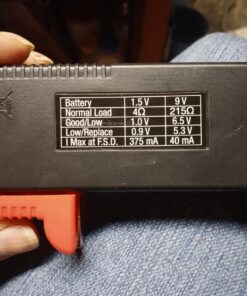 Battery 1.5 V 9 V
Normal Load 4Ω 215Ω
Good/Low 1.0 V 6.5 V
Low/Replace 0.9 V 5.3 V
I Max at F.S.D. 375 mA 40 mA